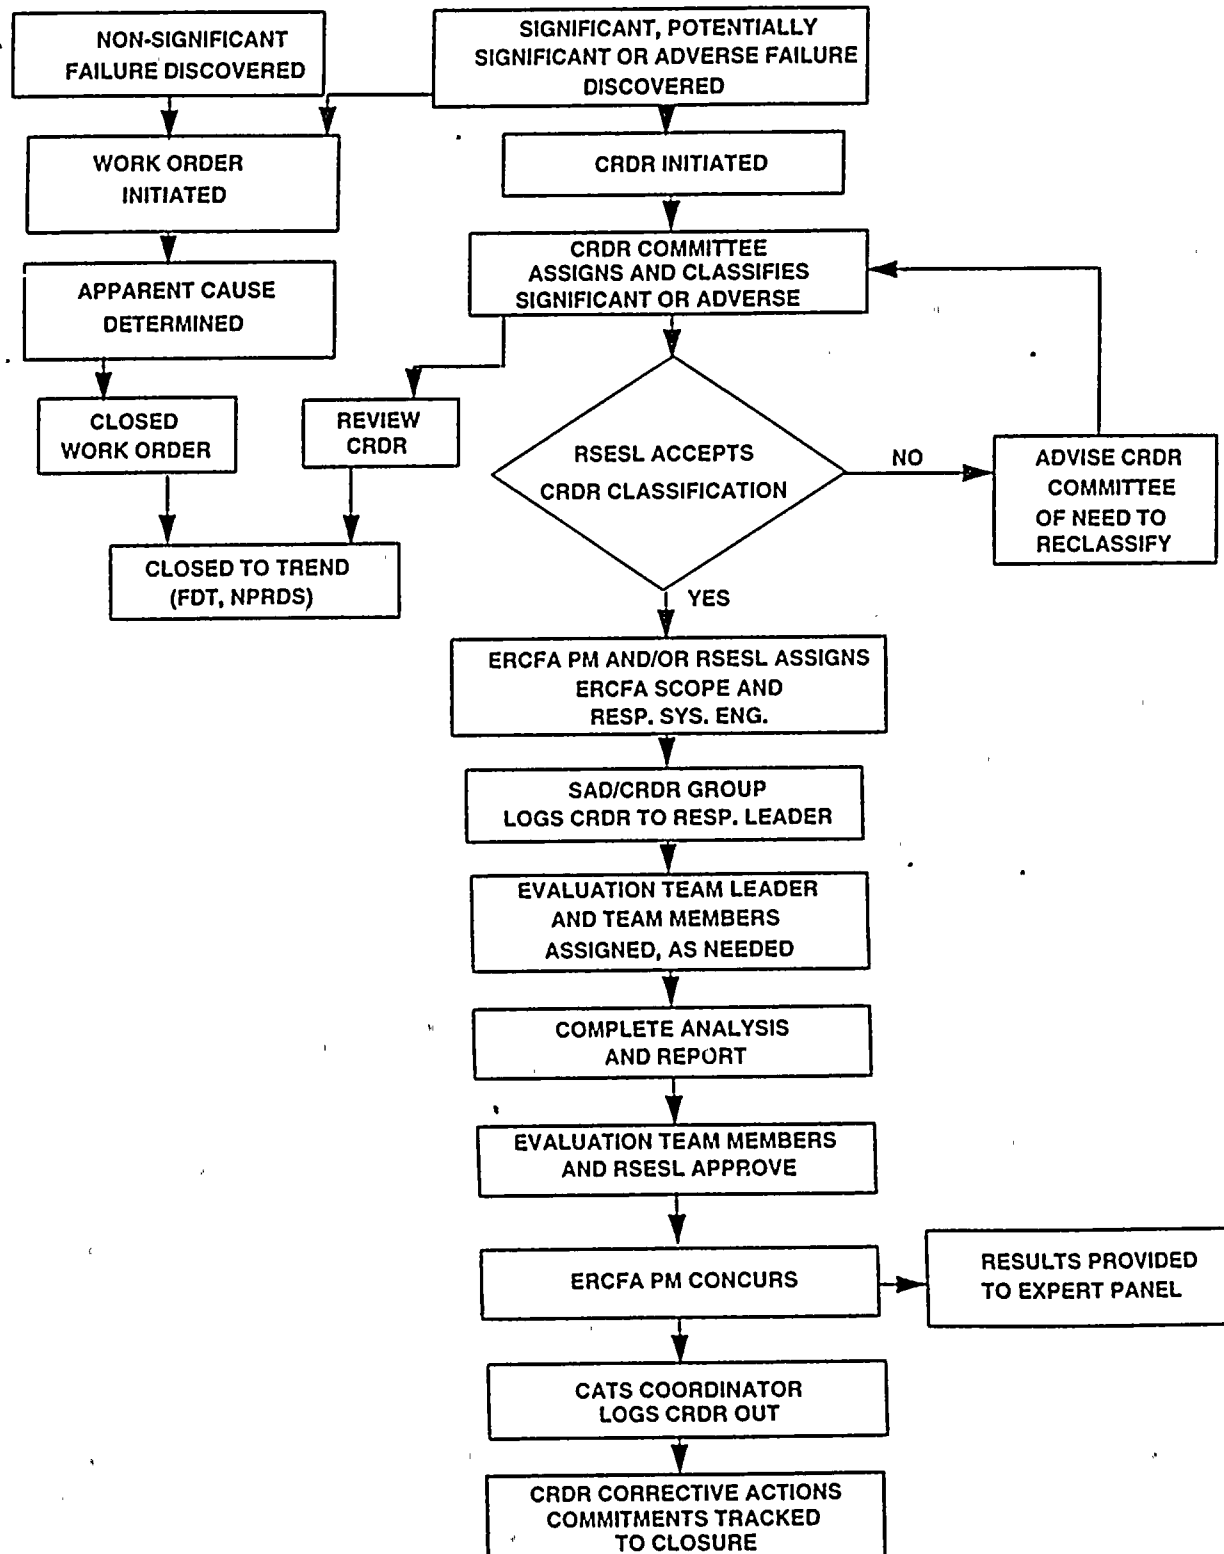 NON-SIGNIFICANT
FAILURE DISCOVERED
SIGNIFICANT, POTENTIALLY
SIGNIFICANT OR ADVERSE FAILURE
DISCOVERED
WORK ORDER
INITIATED
CRDR INITIATED
CRDR COMMITTEE
ASSIGNS AND CLASSIFIES
SIGNIFICANT OR ADVERSE
APPARENT CAUSE
DETERMINED
CLOSED
WORK ORDER
REVIEW
CRDR
RSESL ACCEPTS
CRDR CLASSIFICATION
NO
ADVISE CRDR
COMMITTEE
OF NEED TO
RECLASSIFY
CLOSED TO TREND
(FDT, NPRDS)
YES
ERCFA PM AND/OR RSESL ASSIGNS
ERCFA SCOPE AND
RESP. SYS. ENG.
SAD/CRDR GROUP
LOGS CRDR TO RESP. LEADER
EVALUATION TEAM LEADER
AND TEAM MEMBERS
ASSIGNED, AS NEEDED
COMPLETE ANALYSIS
AND REPORT
EVALUATION TEAM MEMBERS
AND RSESL APPROVE
ERCFA PM CONCURS
RESULTS PROVIDED
TO EXPERT PANEL
CATS COORDINATOR
LOGS CRDR OUT
CRDR CORRECTIVE ACTIONS
COMMITMENTS TRACKED
TO CLOSURE